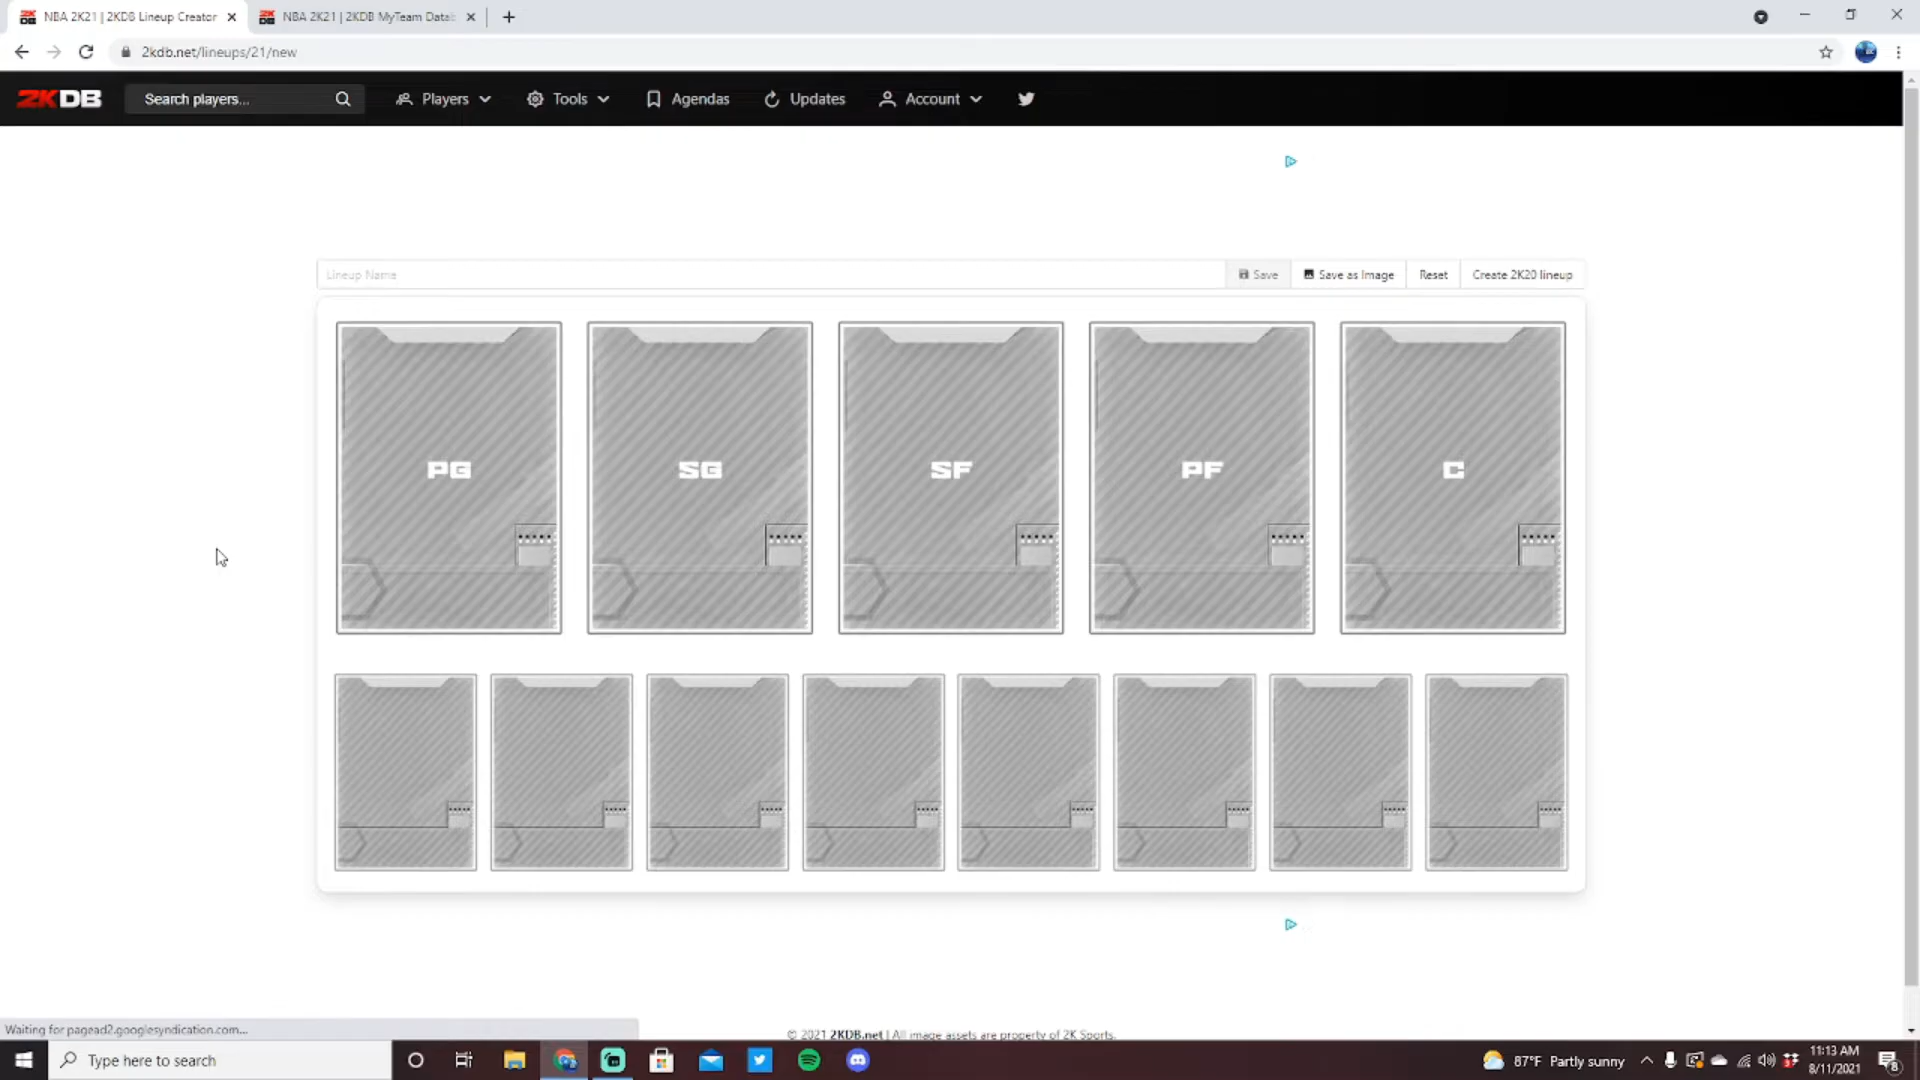 NBA 2K21 | 2KDB Lineup Creator
NBA 2K21 | 2KDB MyTeam Datab
2kdb.net/lineups/21/new
2KDB
Search players...
Players
Tools
Agendas
Updates
Account
Lineup Name
Save
Save as Image
Reset
Create 2K20 lineup
PG
SG
SF
PF
C
Waiting for pagead2.googlesyndication.com...
© 2021 2KDB.net | All image assets are property of 2K Sports.
Type here to search
87°F Partly sunny
11:13 AM
8/11/2021
8